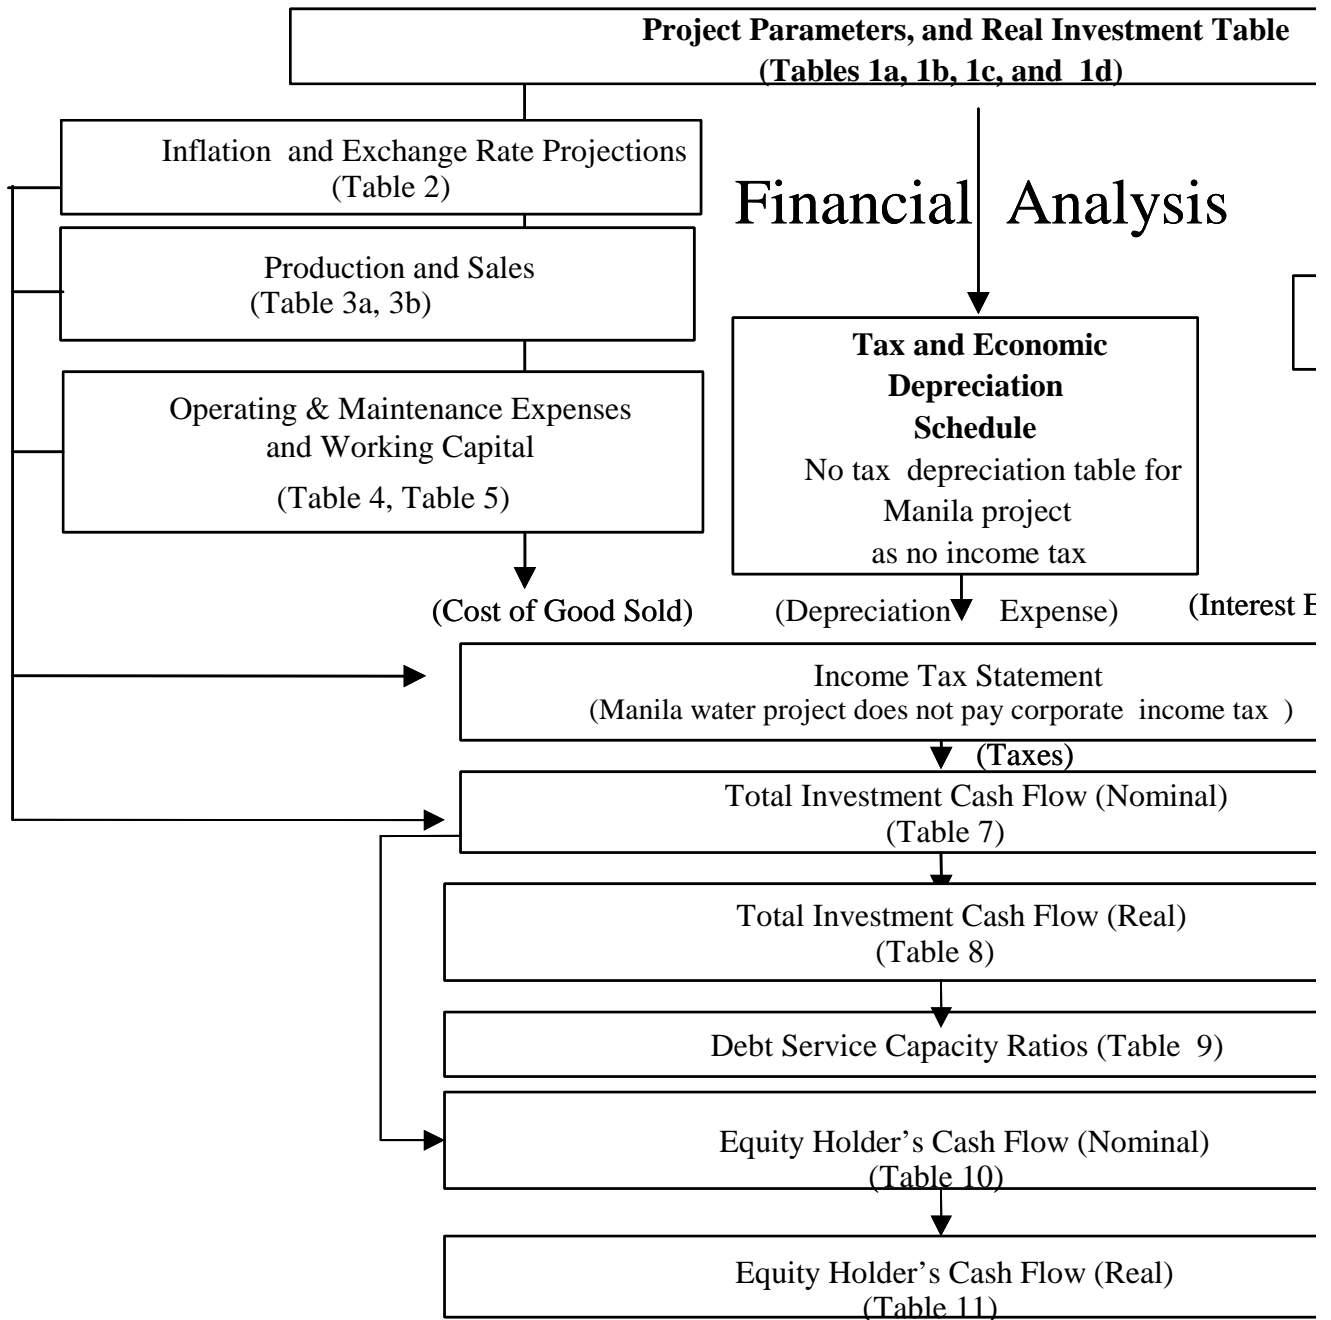 Project Parameters, and Real Investment Table
(Tables 1a, 1b, 1c, and 1d)
Inflation and Exchange Rate Projections
(Table 2)
Financial Analysis
Production and Sales
(Table 3a, 3b)
Tax and Economic
Depreciation
Schedule
No tax depreciation table for
Manila project
as no income tax
Operating & Maintenance Expenses
and Working Capital
(Table 4, Table 5)
(Cost of Good Sold)
(Depreciation Expense)
(Interest E
Income Tax Statement
(Manila water project does not pay corporate income tax )
(Taxes)
Total Investment Cash Flow (Nominal)
(Table 7)
Total Investment Cash Flow (Real)
(Table 8)
Debt Service Capacity Ratios (Table 9)
Equity Holder’s Cash Flow (Nominal)
(Table 10)
Equity Holder’s Cash Flow (Real)
(Table 11)